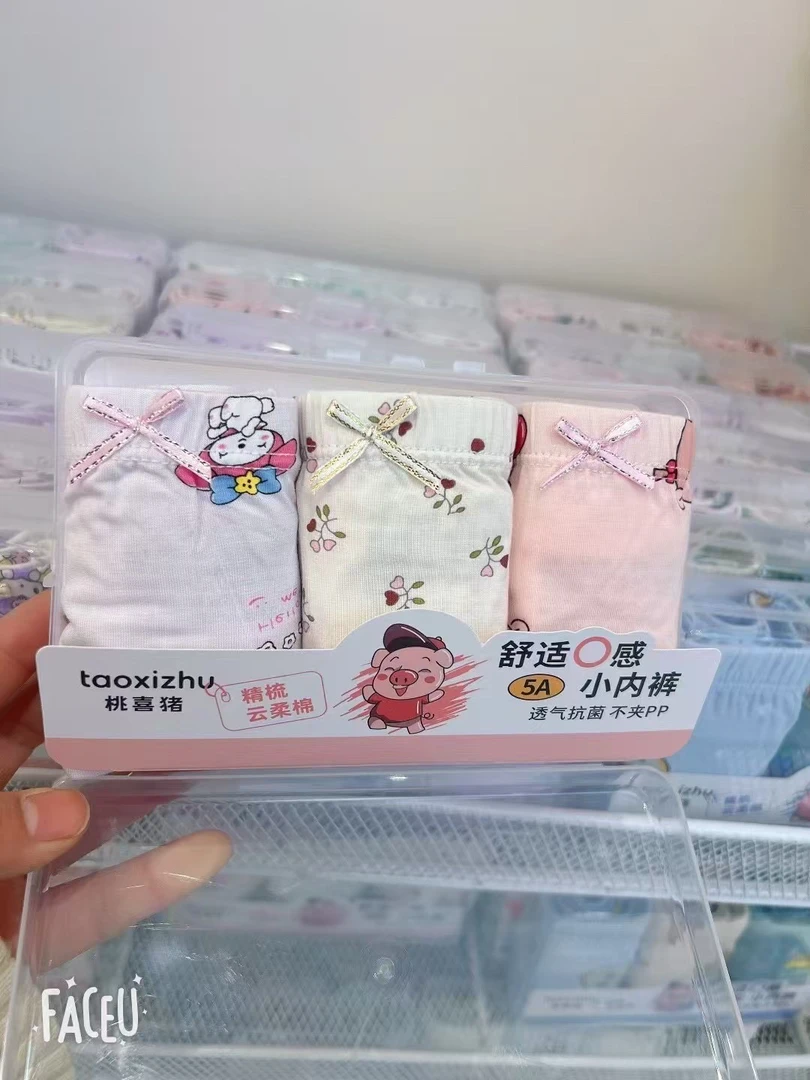 taoxizhu
桃喜猪
精梳
云柔棉
舒适〇感
5A 小内裤
透气抗菌 不夹PP
FACEU